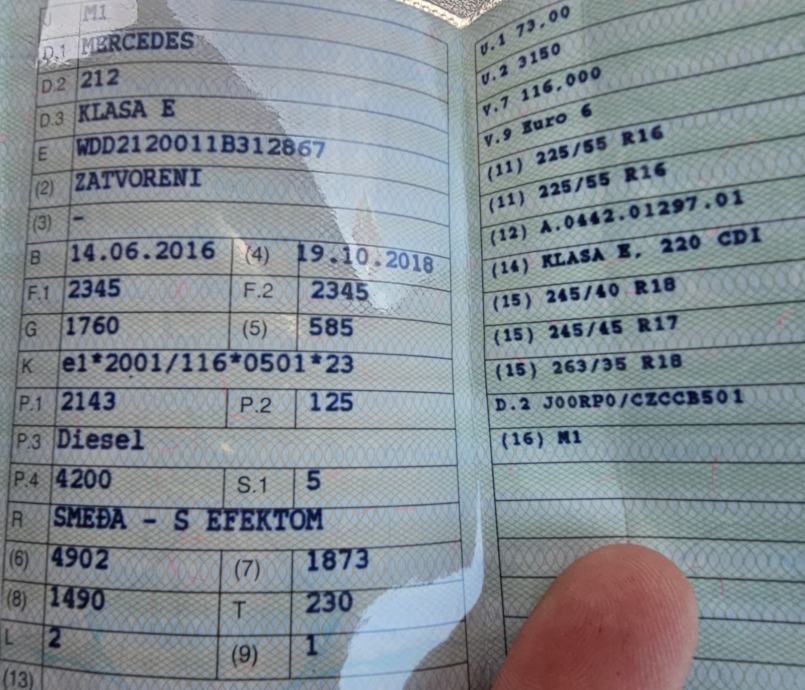 J M1
D.1 MERCEDES
D.2 212
D.3 KLASA E
E WDD2120011B312867
(2) ZATVORENI
(3) -
B 14.06.2016 (4) 19.10.2018
F.1 2345 F.2 2345
G 1760 (5) 585
K e1*2001/116*0501*23
P.1 2143 P.2 125
P.3 Diesel
P.4 4200 S.1 5
R SMEĐA - S EFEKTOM
(6) 4902 (7) 1873
(8) 1490 T 230
L 2 (9) 1
(13)
U.1 73,00
U.2 3150
V.7 116,000
V.9 Euro 6
(11) 225/55 R16
(11) 225/55 R16
(12) A.0442.01297.01
(14) KLASA E, 220 CDI
(15) 245/40 R18
(15) 245/45 R17
(15) 263/35 R18
D.2 J00RP0/CZCCB501
(16) M1